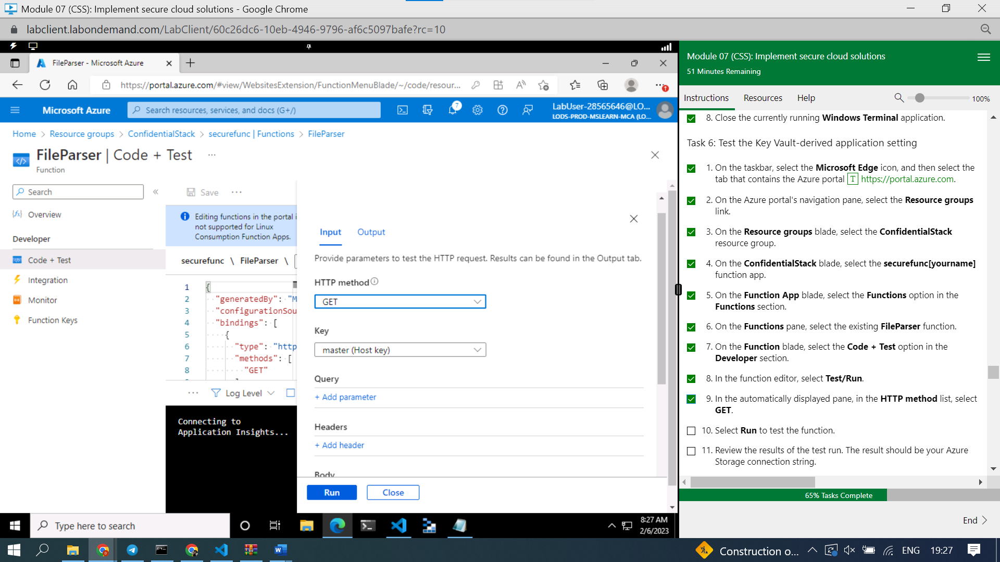 Module 07 (CSS): Implement secure cloud solutions - Google Chrome
labclient.labondemand.com/LabClient/60c26dc6-10eb-4946-9796-af6c5097bafe?rc=10
FileParser - Microsoft Azure
https://portal.azure.com/#view/WebsitesExtension/FunctionMenuBlade/~/code/resour...
Microsoft Azure
Search resources, services, and docs (G+/)
7
LabUser-28565646@LO...
LODS-PROD-MSLEARN-MCA (LO...
Home > Resource groups > ConfidentialStack > securefunc | Functions > FileParser
FileParser | Code + Test ...
Function
Search
«
Overview
Developer
Code + Test
Integration
Monitor
Function Keys
Save ...
Editing functions in the portal i
not supported for Linux
Consumption Function Apps.
securefunc \ FileParser \
1 {
2 "generatedBy": "M
3 "configurationSou
4 "bindings": [
5 {
6 "type": "http
7 "methods": [
8 "GET"
... Log Level
Connecting to
Application Insights...
Input Output
Provide parameters to test the HTTP request. Results can be found in the Output tab.
HTTP method
GET
Key
master (Host key)
Query
+ Add parameter
Headers
+ Add header
Body
Run Close
Type here to search
8:27 AM
2/6/2023
Module 07 (CSS): Implement secure cloud solutions
51 Minutes Remaining
Instructions Resources Help 100%
8. Close the currently running Windows Terminal application.
Task 6: Test the Key Vault-derived application setting
1. On the taskbar, select the Microsoft Edge icon, and then select the
tab that contains the Azure portal T https://portal.azure.com.
2. On the Azure portal's navigation pane, select the Resource groups
link.
3. On the Resource groups blade, select the ConfidentialStack
resource group.
4. On the ConfidentialStack blade, select the securefunc[yourname]
function app.
5. On the Function App blade, select the Functions option in the
Functions section.
6. On the Functions pane, select the existing FileParser function.
7. On the Function blade, select the Code + Test option in the
Developer section.
8. In the function editor, select Test/Run.
9. In the automatically displayed pane, in the HTTP method list, select
GET.
10. Select Run to test the function.
11. Review the results of the test run. The result should be your Azure
Storage connection string.
65% Tasks Complete
End
Construction o...
ENG
19:27